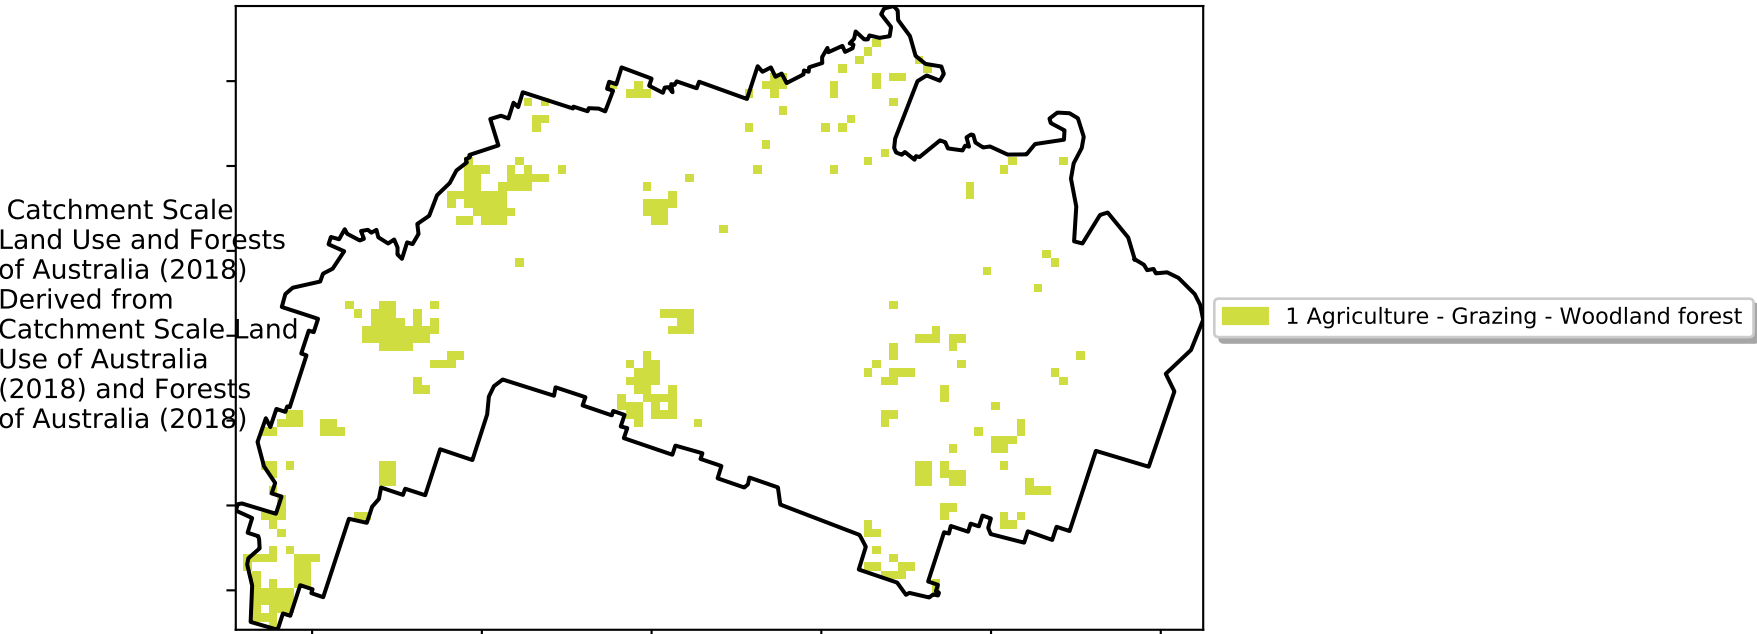 Catchment Scale
Land Use and Forests
of Australia (2018)
Derived from
Catchment Scale Land
Use of Australia
(2018) and Forests
of Australia (2018)
1 Agriculture - Grazing - Woodland forest